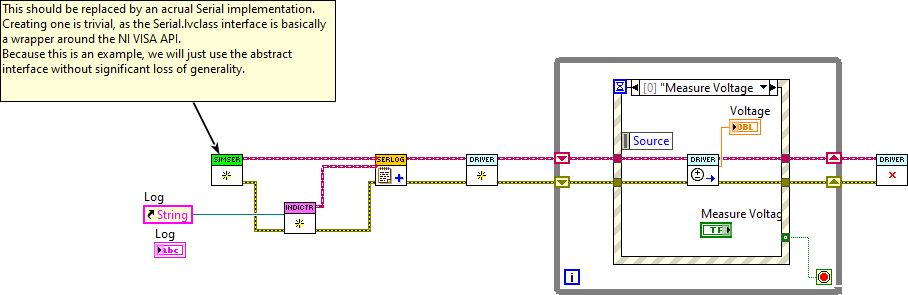 This should be replaced by an acrual Serial implementation.
Creating one is trivial, as the Serial.lvclass interface is basically
a wrapper around the NI VISA API.
Because this is an example, we will just use the abstract
interface without significant loss of generality.
[0] "Measure Voltage
Voltage
DBL
Source
SIMSER
SERLOG
DRIVER
DRIVER
DRIVER
Log
String
INDICTR
Measure Voltag
TF
Log
abc
i